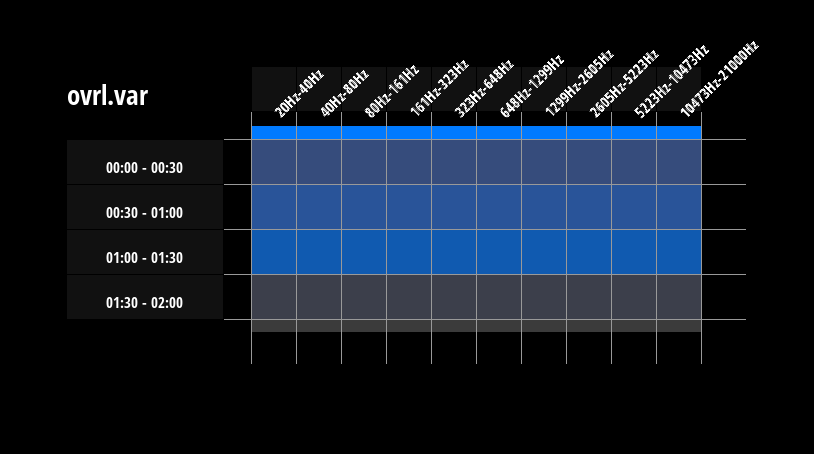 ovrl.var
20Hz-40Hz
40Hz-80Hz
80Hz-161Hz
161Hz-323Hz
323Hz-648Hz
648Hz-1299Hz
1299Hz-2605Hz
2605Hz-5223Hz
5223Hz-10473Hz
10473Hz-21000Hz
00:00 - 00:30
00:30 - 01:00
01:00 - 01:30
01:30 - 02:00